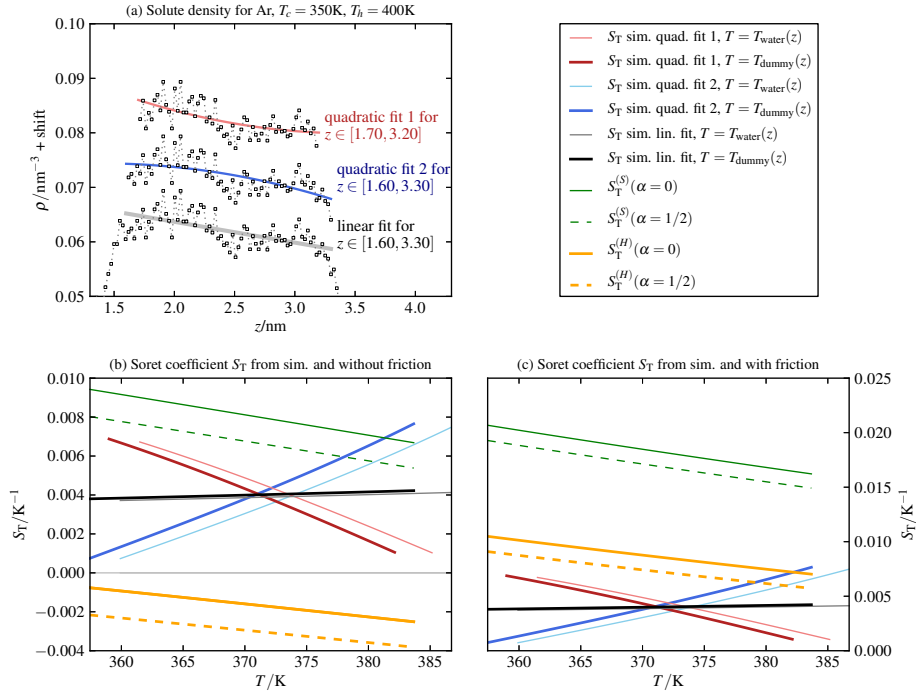 (a) Solute density for Ar, T_c = 350K, T_h = 400K
0.10
0.09
0.08
0.07
0.06
0.05
ρ/nm⁻³ + shift
quadratic fit 1 for
z ∈ [1.70, 3.20]
quadratic fit 2 for
z ∈ [1.60, 3.30]
linear fit for
z ∈ [1.60, 3.30]
1.5 2.0 2.5 3.0 3.5 4.0
z/nm
S_T sim. quad. fit 1, T = T_water(z)
S_T sim. quad. fit 1, T = T_dummy(z)
S_T sim. quad. fit 2, T = T_water(z)
S_T sim. quad. fit 2, T = T_dummy(z)
S_T sim. lin. fit, T = T_water(z)
S_T sim. lin. fit, T = T_dummy(z)
S_T^(S)(α = 0)
S_T^(S)(α = 1/2)
S_T^(H)(α = 0)
S_T^(H)(α = 1/2)
(b) Soret coefficient S_T from sim. and without friction
0.010
0.008
0.006
0.004
0.002
0.000
−0.002
−0.004
S_T/K⁻¹
360 365 370 375 380 385
T/K
(c) Soret coefficient S_T from sim. and with friction
0.025
0.020
0.015
0.010
0.005
0.000
S_T/K⁻¹
360 365 370 375 380 385
T/K